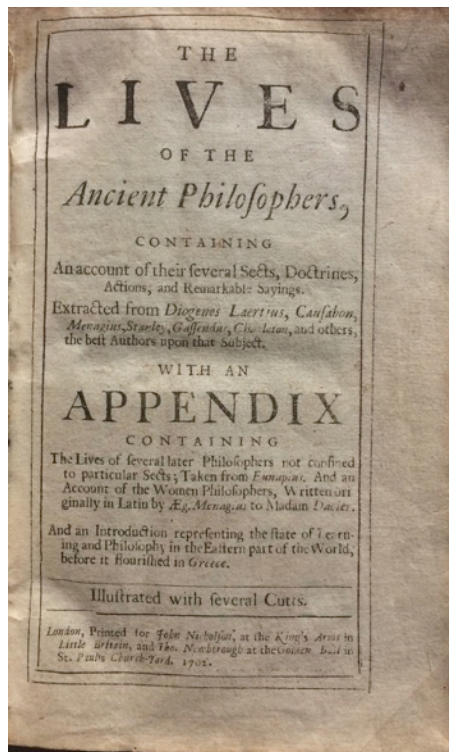 THE
LIVES
OF THE
Ancient Philoſophers,
CONTAINING
An account of their ſeveral Sects, Doctrines,
Actions, and Remarkable Sayings.
Extracted from Diogenes Laertius, Cauſabon,
Menagius, Stanley, Gaſſendus, Charleton, and others,
the beſt Authors upon that Subject.
WITH AN
APPENDIX
CONTAINING
The Lives of ſeveral later Philoſophers not confined
to particular Sects; Taken from Eunapius. And an
Account of the Women Philoſophers, Written ori
ginally in Latin by Æg. Menagius to Madam Dacier.
And an Introduction repreſenting the ſtate of Learn-
ing and Philoſophy in the Eaſtern part of the World,
before it flouriſhed in Greece.
Illuſtrated with ſeveral Cutts.
London, Printed for John Nicholſon, at the King's Arms in
Little Britain, and Tho. Newborough at the Golden Ball in
St. Pauls Church-Yard. 1702.